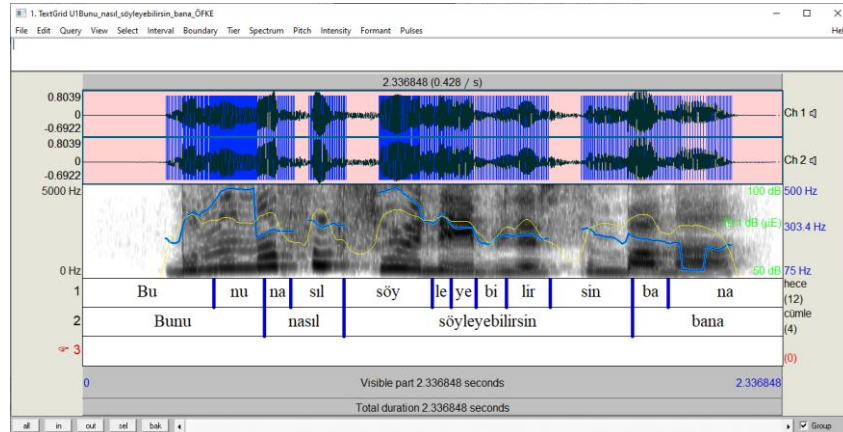 1. TextGrid U1Bunu_nasıl_söyleyebilirsin_bana_ÖFKE
File Edit Query View Select Interval Boundary Tier Spectrum Pitch Intensity Formant Pulses Hel
2.336848 (0.428 / s)
0.8039
0 Ch 1
-0.6922
0.8039
0 Ch 2
-0.6922
5000 Hz 100 dB 500 Hz
dB (µE) 303.4 Hz
0 Hz 50 dB 75 Hz
1 Bu nu na sıl söy le ye bi lir sin ba na hece (12)
2 Bunu nasıl söyleyebilirsin bana cümle (4)
3 (0)
0 Visible part 2.336848 seconds 2.336848
Total duration 2.336848 seconds
all in out sel bak Group